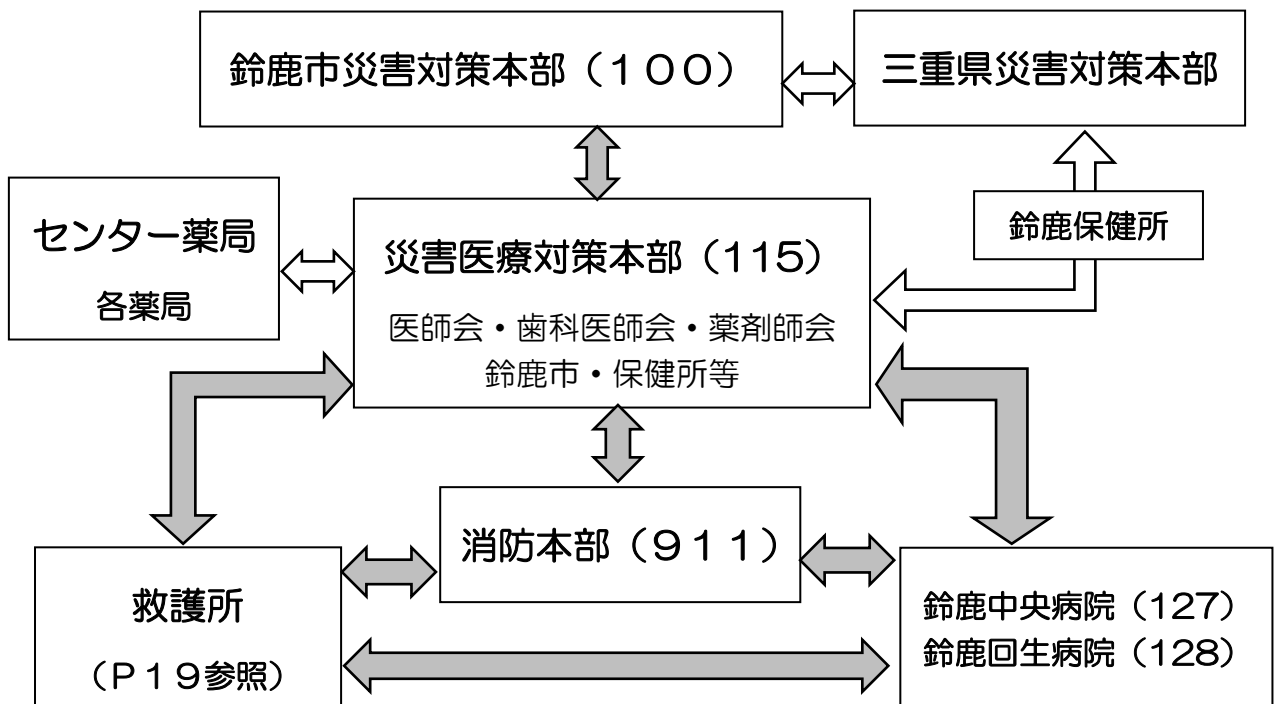 鈴鹿市災害対策本部（１００）
三重県災害対策本部
センター薬局
各薬局
災害医療対策本部（115）
医師会・歯科医師会・薬剤師会
鈴鹿市・保健所等
鈴鹿保健所
消防本部（９１１）
救護所
（Ｐ１９参照）
鈴鹿中央病院（127）
鈴鹿回生病院（128）